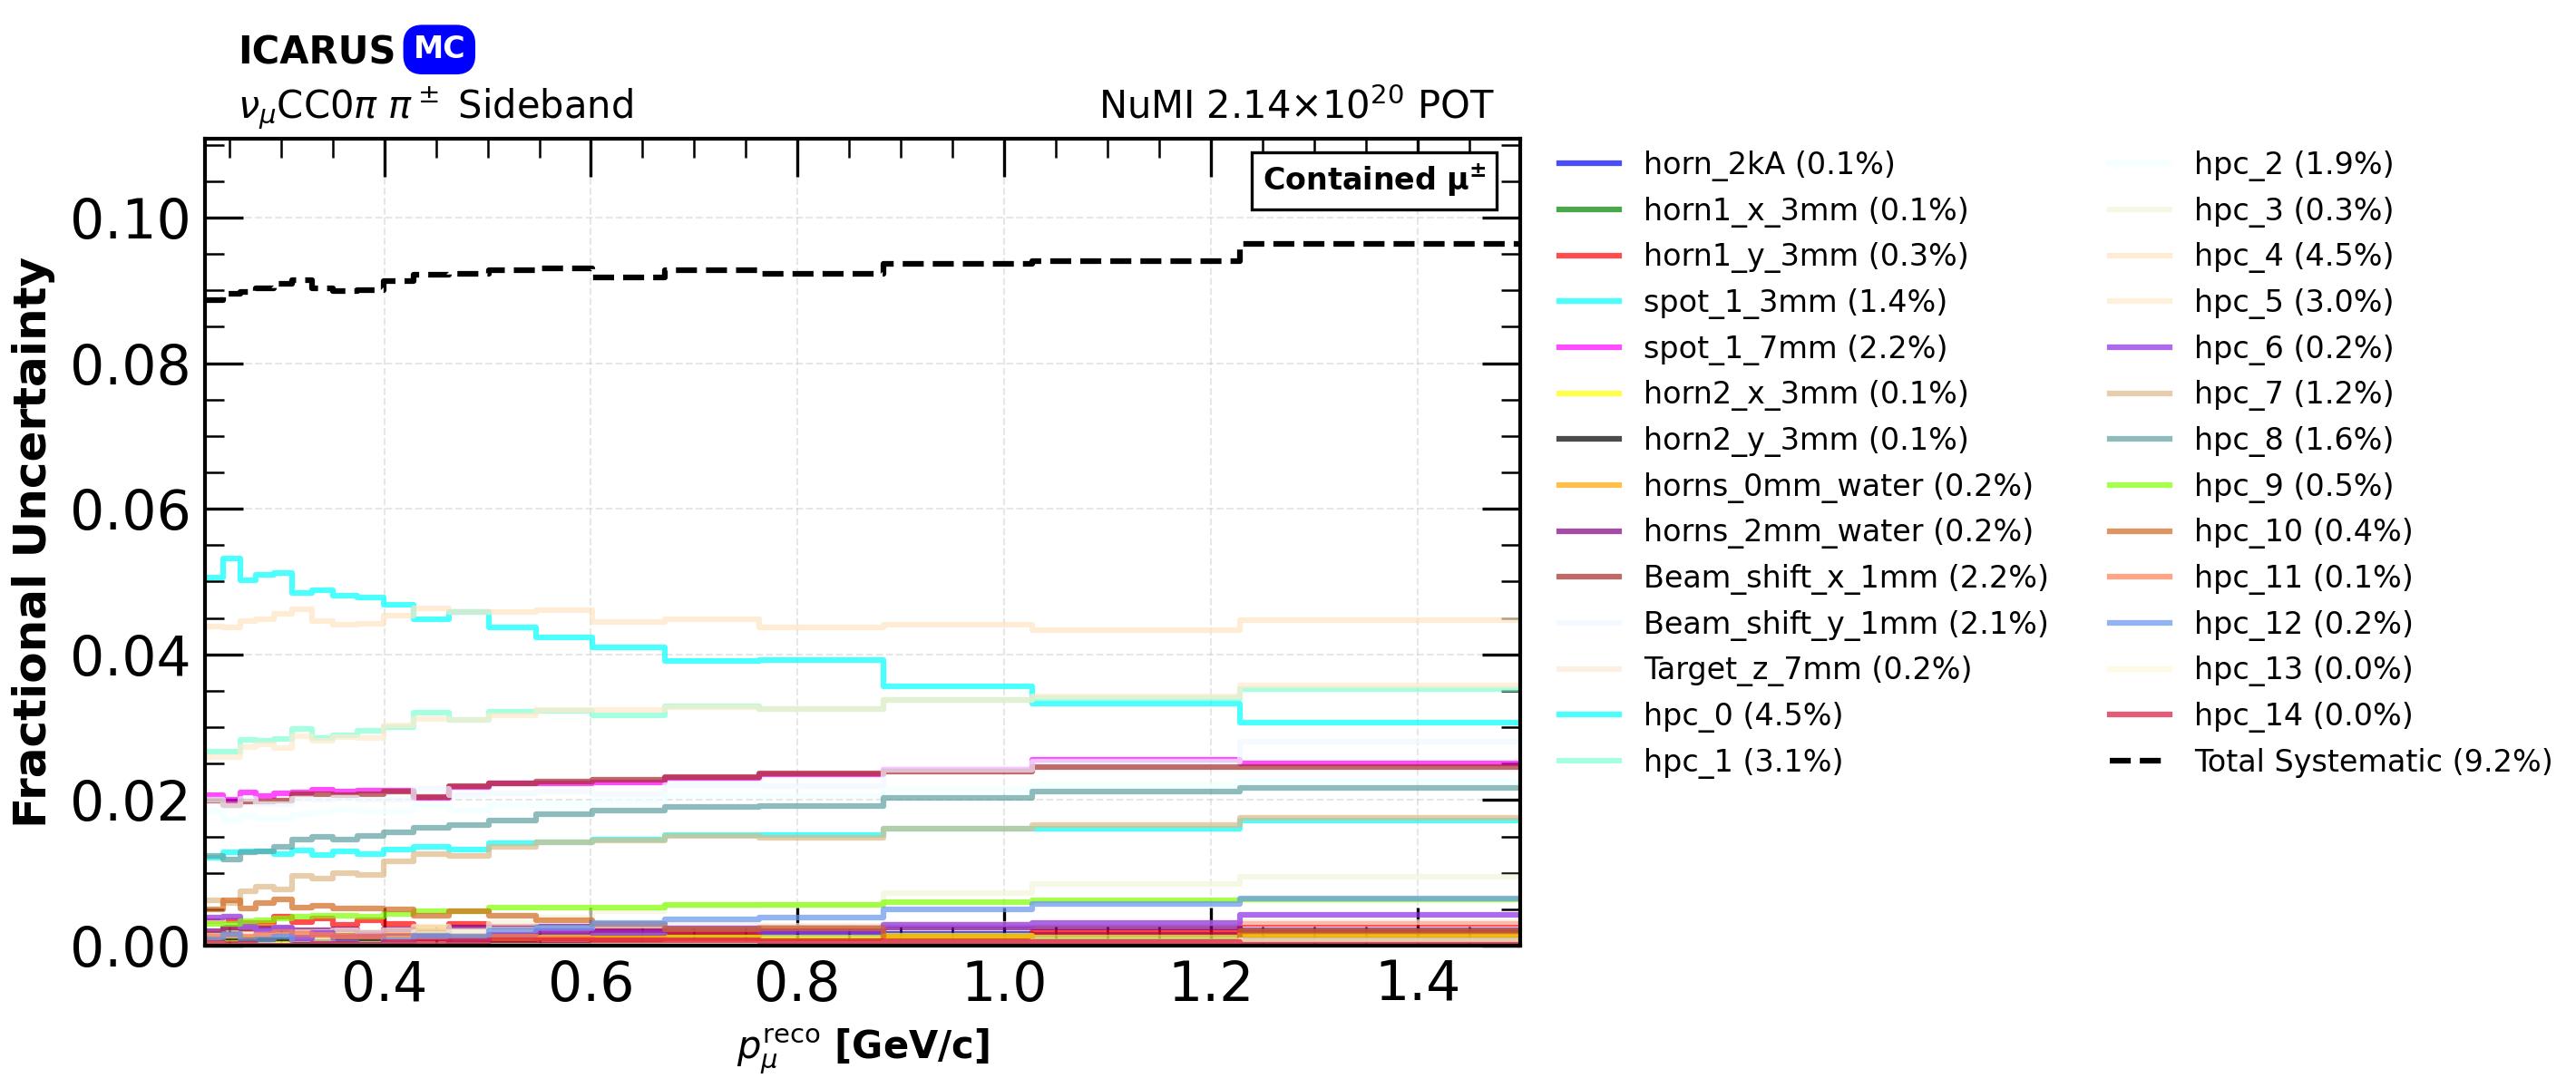 ICARUS MC
νμCC0π π± Sideband
NuMI 2.14×10²⁰ POT
Contained μ±
Fractional Uncertainty
0.10
0.08
0.06
0.04
0.02
0.00
0.4 0.6 0.8 1.0 1.2 1.4
pμreco [GeV/c]
horn_2kA (0.1%)
horn1_x_3mm (0.1%)
horn1_y_3mm (0.3%)
spot_1_3mm (1.4%)
spot_1_7mm (2.2%)
horn2_x_3mm (0.1%)
horn2_y_3mm (0.1%)
horns_0mm_water (0.2%)
horns_2mm_water (0.2%)
Beam_shift_x_1mm (2.2%)
Beam_shift_y_1mm (2.1%)
Target_z_7mm (0.2%)
hpc_0 (4.5%)
hpc_1 (3.1%)
hpc_2 (1.9%)
hpc_3 (0.3%)
hpc_4 (4.5%)
hpc_5 (3.0%)
hpc_6 (0.2%)
hpc_7 (1.2%)
hpc_8 (1.6%)
hpc_9 (0.5%)
hpc_10 (0.4%)
hpc_11 (0.1%)
hpc_12 (0.2%)
hpc_13 (0.0%)
hpc_14 (0.0%)
Total Systematic (9.2%)